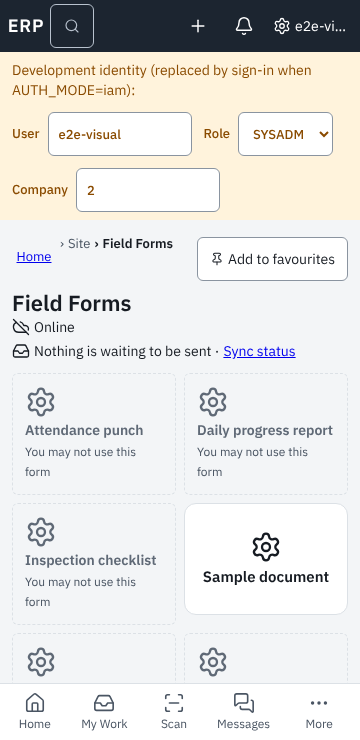 ERP
e2e-vi...
Development identity (replaced by sign-in when
AUTH_MODE=iam):
User e2e-visual Role SYSADM
Company 2
Home › Site › Field Forms
Add to favourites
Field Forms
Online
Nothing is waiting to be sent · Sync status
Attendance punch
You may not use this
form
Daily progress report
You may not use this
form
Inspection checklist
You may not use this
form
Sample document
Home My Work Scan Messages More